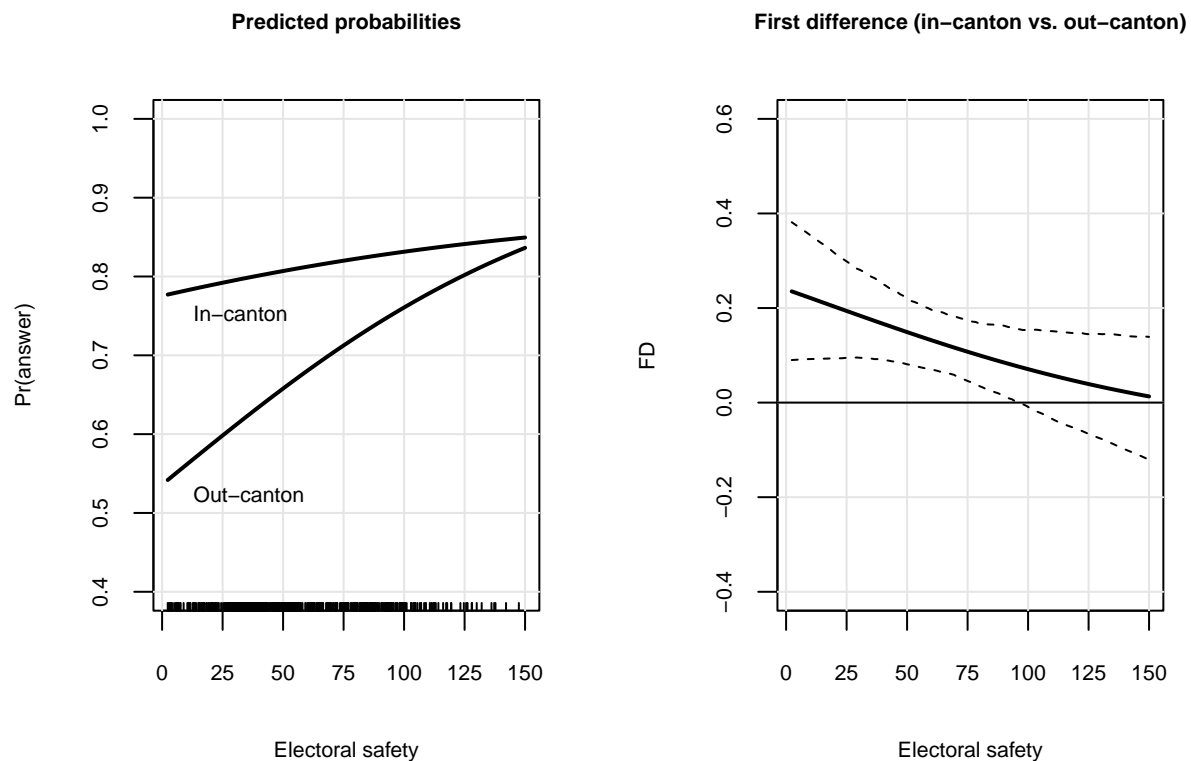 Predicted probabilities
Pr(answer)
1.0
0.9
0.8
0.7
0.6
0.5
0.4
In−canton
Out−canton
0 25 50 75 100 125 150
Electoral safety
First difference (in−canton vs. out−canton)
FD
0.6
0.4
0.2
0.0
−0.2
−0.4
0 25 50 75 100 125 150
Electoral safety